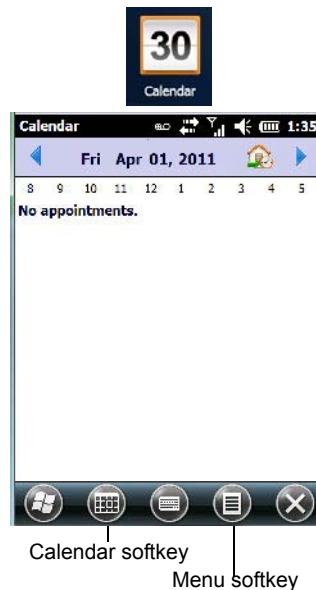 30
Calendar
Calendar 1:35
Fri Apr 01, 2011
8 9 10 11 12 1 2 3 4 5
No appointments.
Calendar softkey
Menu softkey